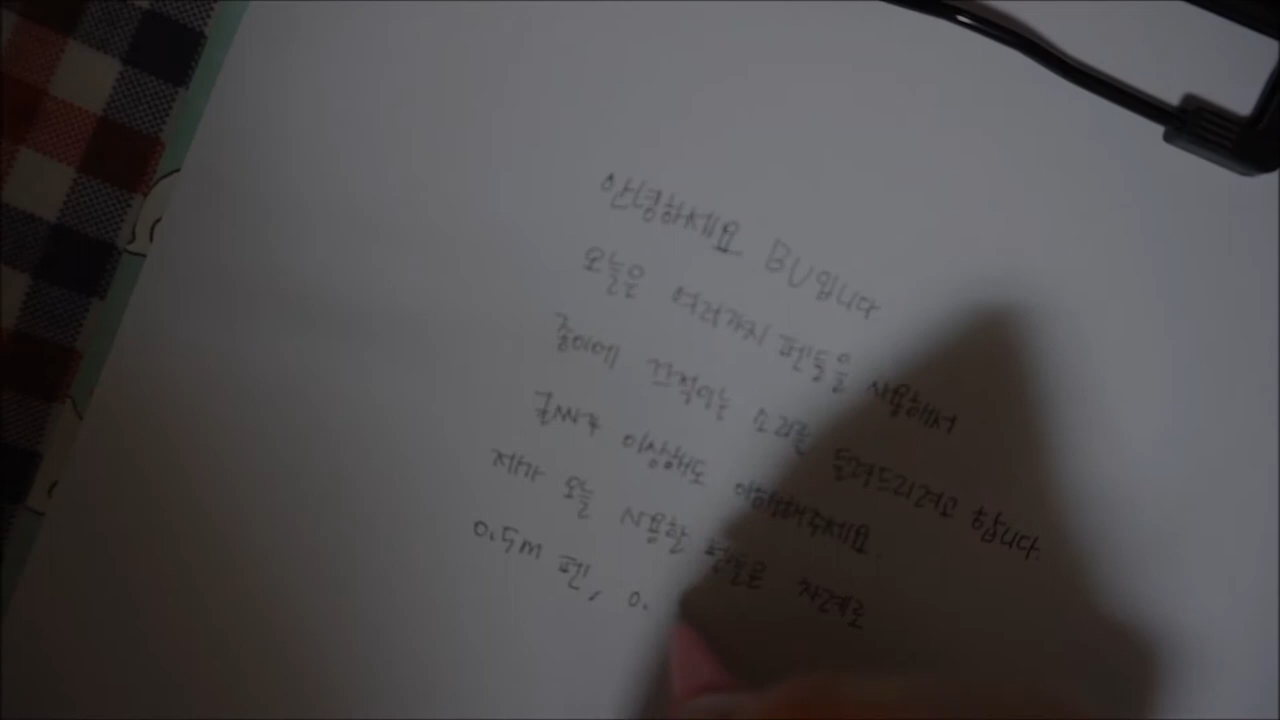 안녕하세요 BU입니다
오늘은 여러가지 펜들을 사용해서
종이에 끄적이는 소리를 들려드리려고 합니다.
글씨가 이상해도 이해해주세요.
제가 오늘 사용할 펜들로 차례로
0.5m 펜, 0.